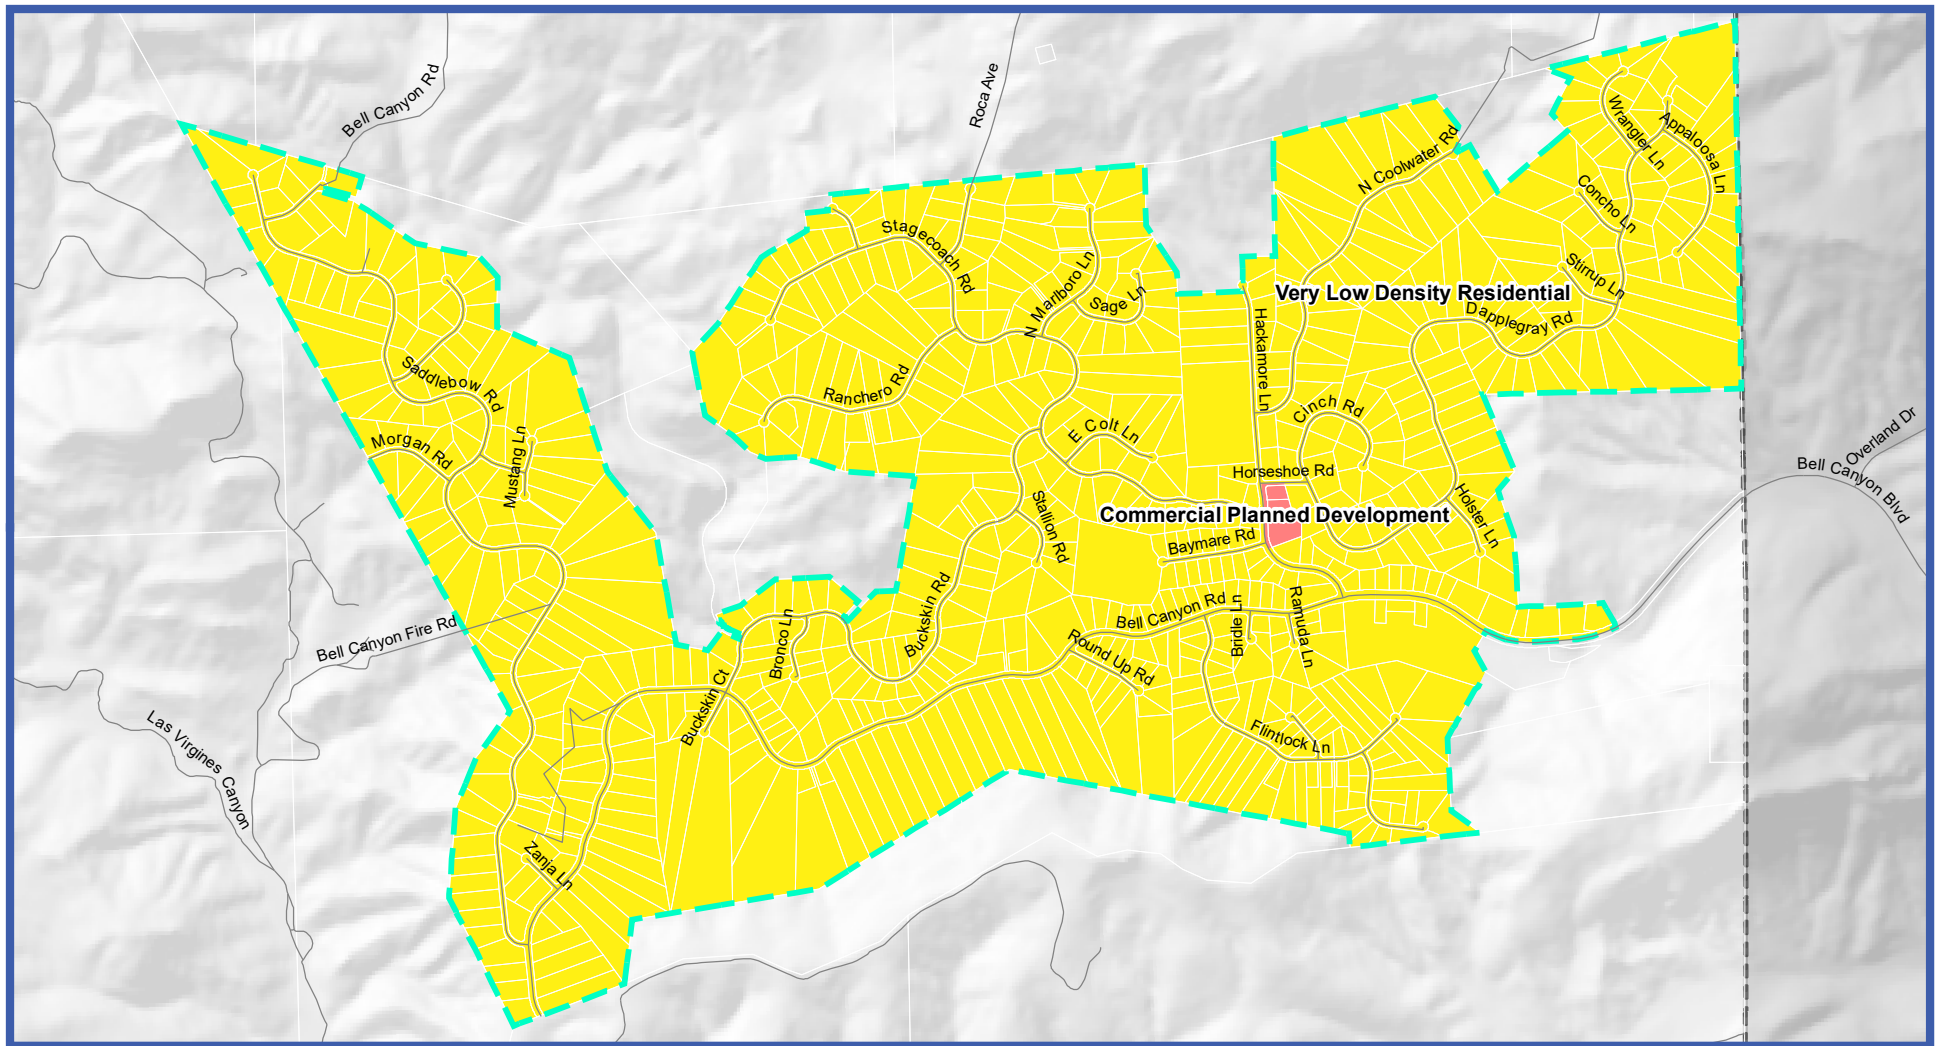 Bell Canyon Rd
Roca Ave
Wrangler Ln
Appaloosa Ln
N Coolwater Rd
Concho Ln
Stagecoach Rd
N Marlboro Ln
Sage Ln
Stirrup Ln
Very Low Density Residential
Dapplegray Rd
Hackamore Ln
Saddlebow Rd
Ranchero Rd
Cinch Rd
E Colt Ln
Overland Dr
Morgan Rd
Mustang Ln
Horseshoe Rd
Bell Canyon Blvd
Stallion Rd
Commercial Planned Development
Holster Ln
Baymare Rd
Buckskin Rd
Bell Canyon Rd
Bridle Ln
Ramuda Ln
Bell Canyon Fire Rd
Bronco Ln
Round Up Rd
Buckskin Ct
Las Virgines Canyon
Flintlock Ln
Zanja Ln